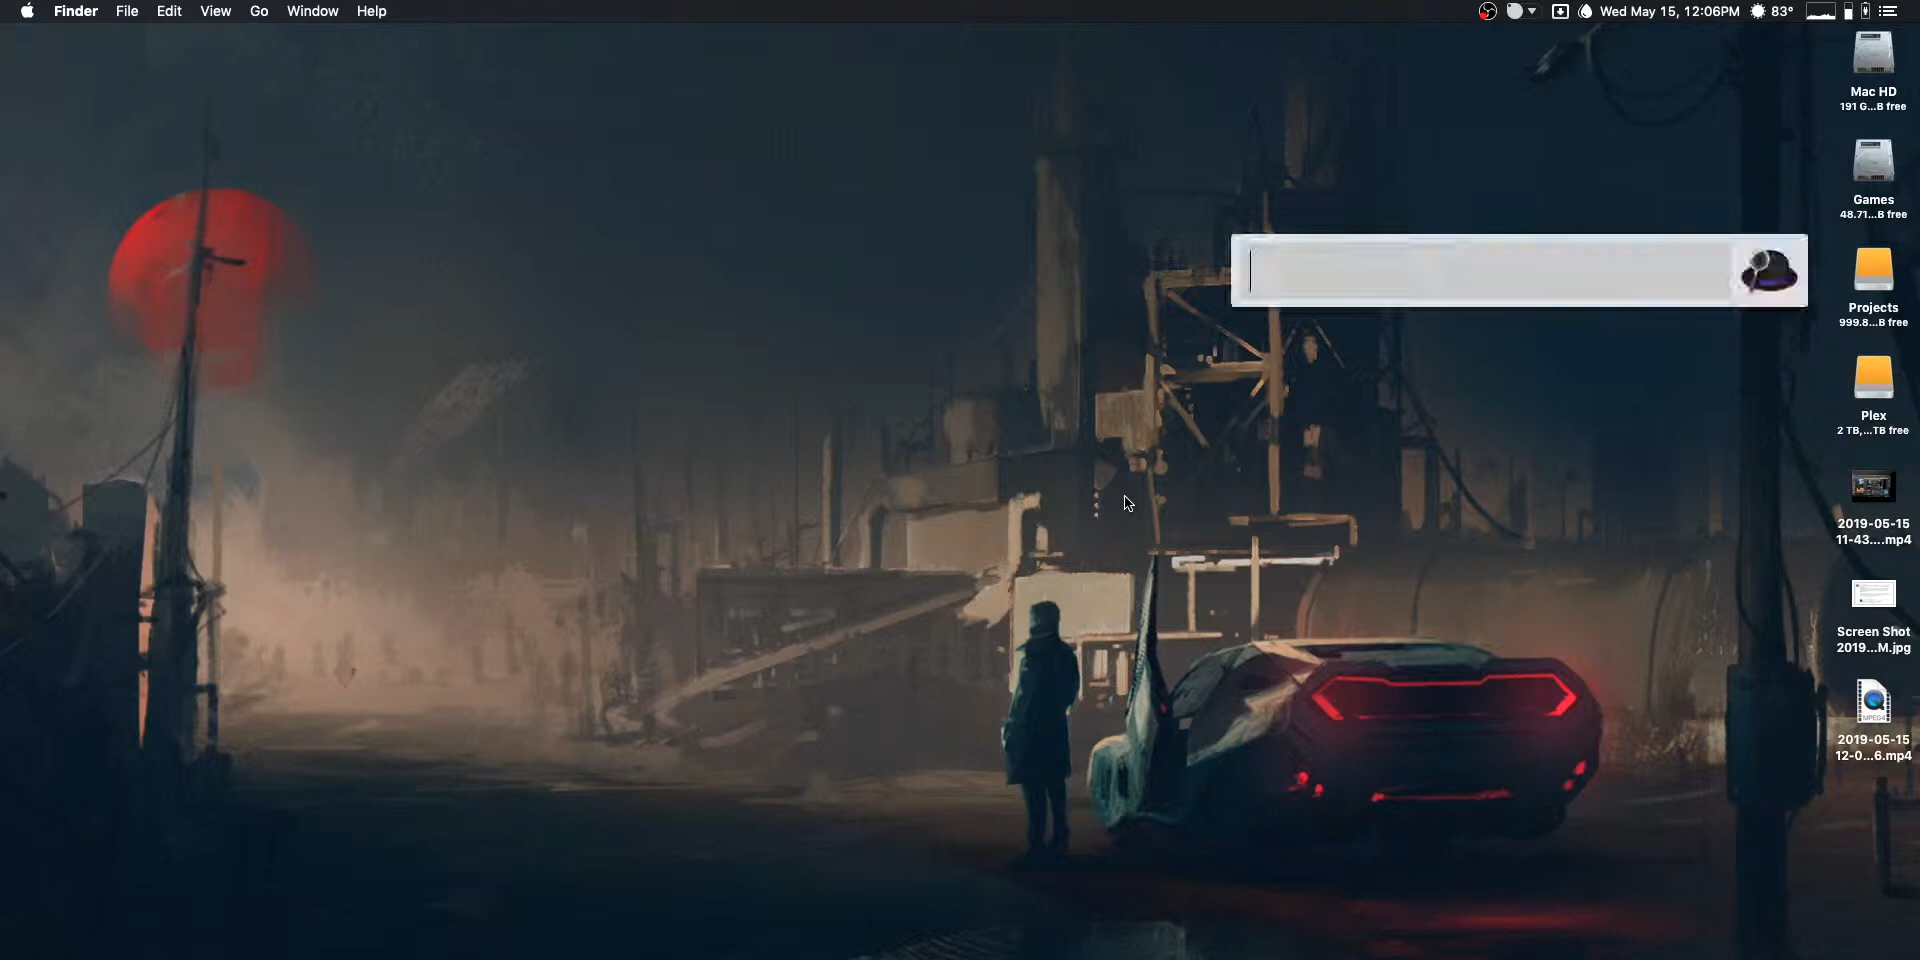 Finder File Edit View Go Window Help
Wed May 15, 12:06PM 83°
Mac HD
191 G...B free
Games
48.71...B free
Projects
999.8...B free
Plex
2 TB,...TB free
2019-05-15
11-43....mp4
Screen Shot
2019...M.jpg
MPEG4
2019-05-15
12-0...6.mp4